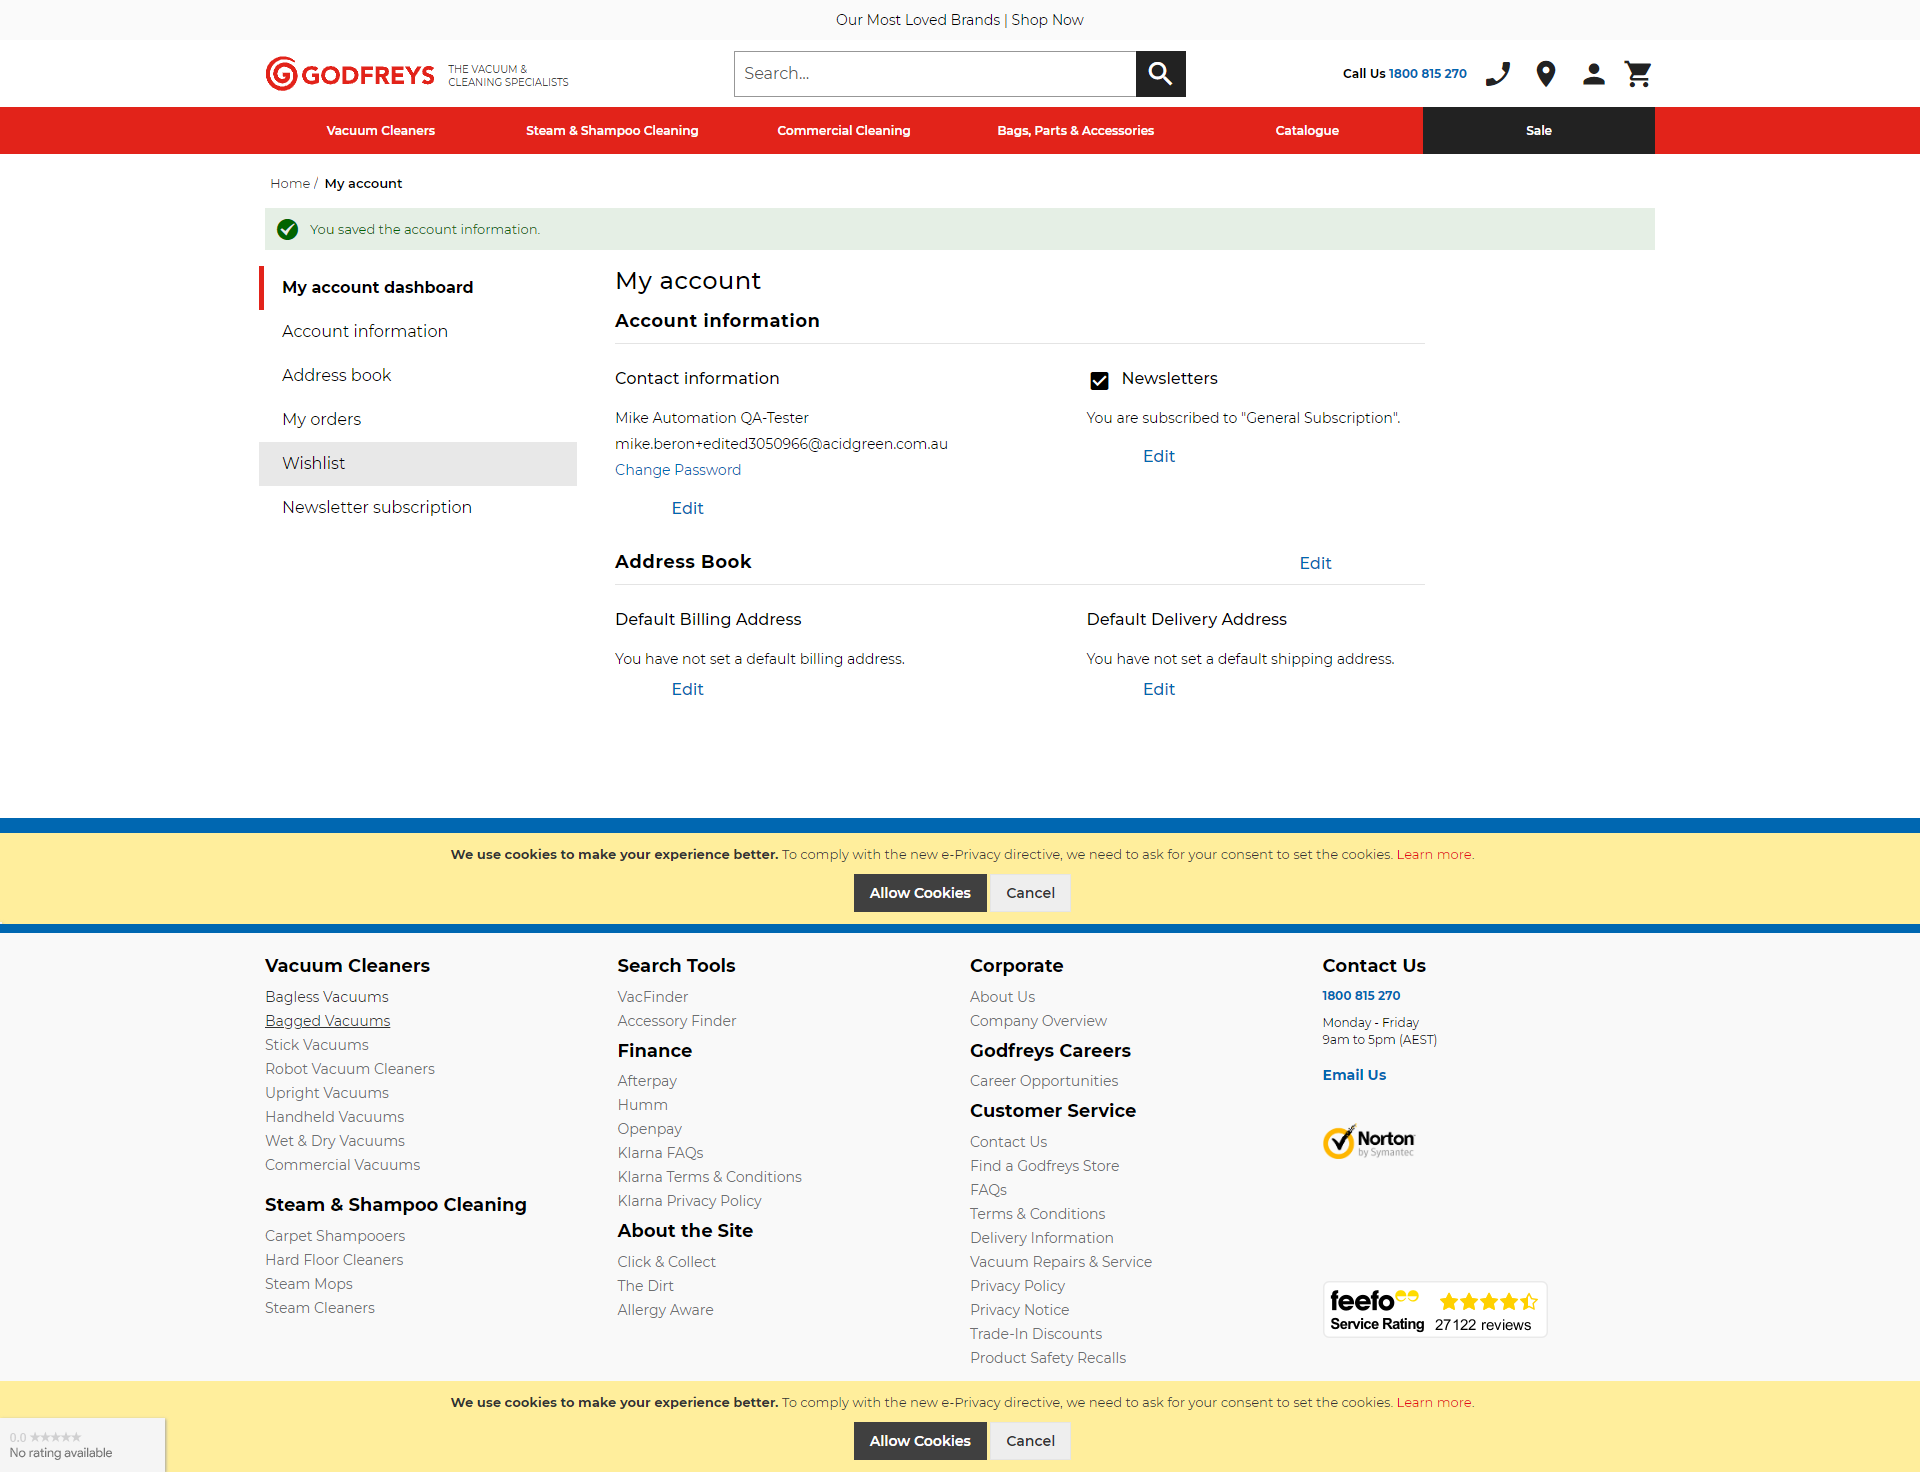 Our Most Loved Brands | Shop Now
GODFREYS
THE VACUUM &
CLEANING SPECIALISTS
Search...
Call Us 1800 815 270
Vacuum Cleaners
Steam & Shampoo Cleaning
Commercial Cleaning
Bags, Parts & Accessories
Catalogue
Sale
Home / My account
You saved the account information.
My account dashboard
Account information
Address book
My orders
Wishlist
Newsletter subscription
My account
Account information
Contact information
Mike Automation QA-Tester
mike.beron+edited3050966@acidgreen.com.au
Change Password
Edit
Newsletters
You are subscribed to "General Subscription".
Edit
Address Book
Edit
Default Billing Address
You have not set a default billing address.
Edit
Default Delivery Address
You have not set a default shipping address.
Edit
We use cookies to make your experience better. To comply with the new e-Privacy directive, we need to ask for your consent to set the cookies. Learn more.
Allow Cookies
Cancel
Vacuum Cleaners
Bagless Vacuums
Bagged Vacuums
Stick Vacuums
Robot Vacuum Cleaners
Upright Vacuums
Handheld Vacuums
Wet & Dry Vacuums
Commercial Vacuums
Steam & Shampoo Cleaning
Carpet Shampooers
Hard Floor Cleaners
Steam Mops
Steam Cleaners
Search Tools
VacFinder
Accessory Finder
Finance
Afterpay
Humm
Openpay
Klarna FAQs
Klarna Terms & Conditions
Klarna Privacy Policy
About the Site
Click & Collect
The Dirt
Allergy Aware
Corporate
About Us
Company Overview
Godfreys Careers
Career Opportunities
Customer Service
Contact Us
Find a Godfreys Store
FAQs
Terms & Conditions
Delivery Information
Vacuum Repairs & Service
Privacy Policy
Privacy Notice
Trade-In Discounts
Product Safety Recalls
Contact Us
1800 815 270
Monday - Friday
9am to 5pm (AEST)
Email Us
Norton
by Symantec
feefo
Service Rating 27122 reviews
We use cookies to make your experience better. To comply with the new e-Privacy directive, we need to ask for your consent to set the cookies. Learn more.
Allow Cookies
Cancel
0.0
No rating available